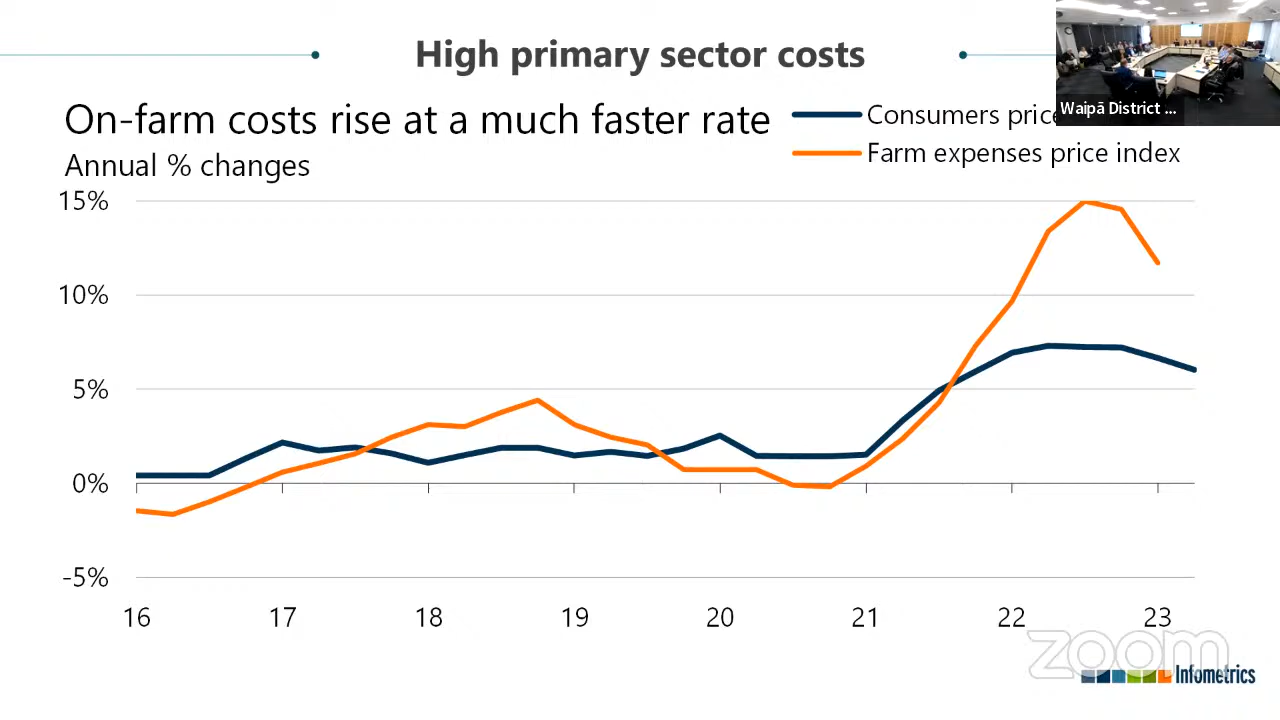 High primary sector costs
On-farm costs rise at a much faster rate
Annual % changes
Consumers price
Farm expenses price index
Waipā District ...
15%
10%
5%
0%
-5%
16 17 18 19 20 21 22 23
zoom
Infometrics